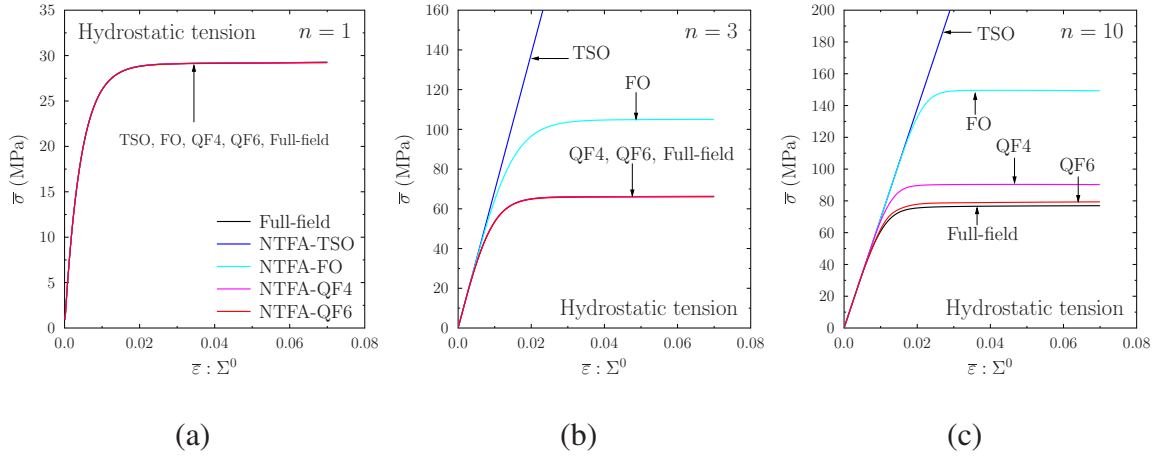 Hydrostatic tension
n = 1
35
30
25
20
15
10
5
0
σ̅ (MPa)
TSO, FO, QF4, QF6, Full-field
Full-field
NTFA-TSO
NTFA-FO
NTFA-QF4
NTFA-QF6
0.0 0.02 0.04 0.06 0.08
ε̅ : Σ⁰
(a)
n = 3
160
140
120
100
80
60
40
20
0
σ̅ (MPa)
TSO
FO
QF4, QF6, Full-field
Hydrostatic tension
0.0 0.02 0.04 0.06 0.08
ε̅ : Σ⁰
(b)
n = 10
200
180
160
140
120
100
80
60
40
20
0
σ̅ (MPa)
TSO
FO
QF4
QF6
Full-field
Hydrostatic tension
0.0 0.02 0.04 0.06 0.08
ε̅ : Σ⁰
(c)